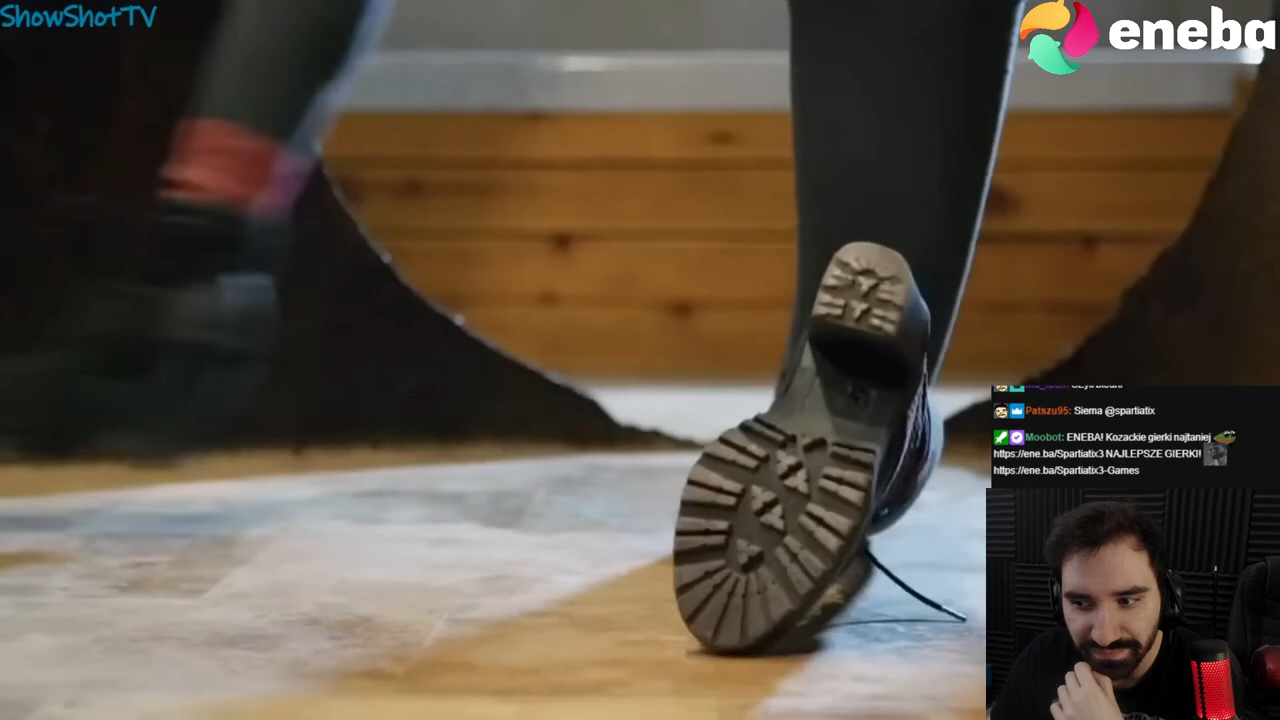 ShowShotTV
eneba
Patszu95: Siema @spartiatix
Moobot: ENEBA! Kozackie gierki najtaniej
https://ene.ba/Spartiatix3 NAJLEPSZE GIERKI!
https://ene.ba/Spartiatix3-Games